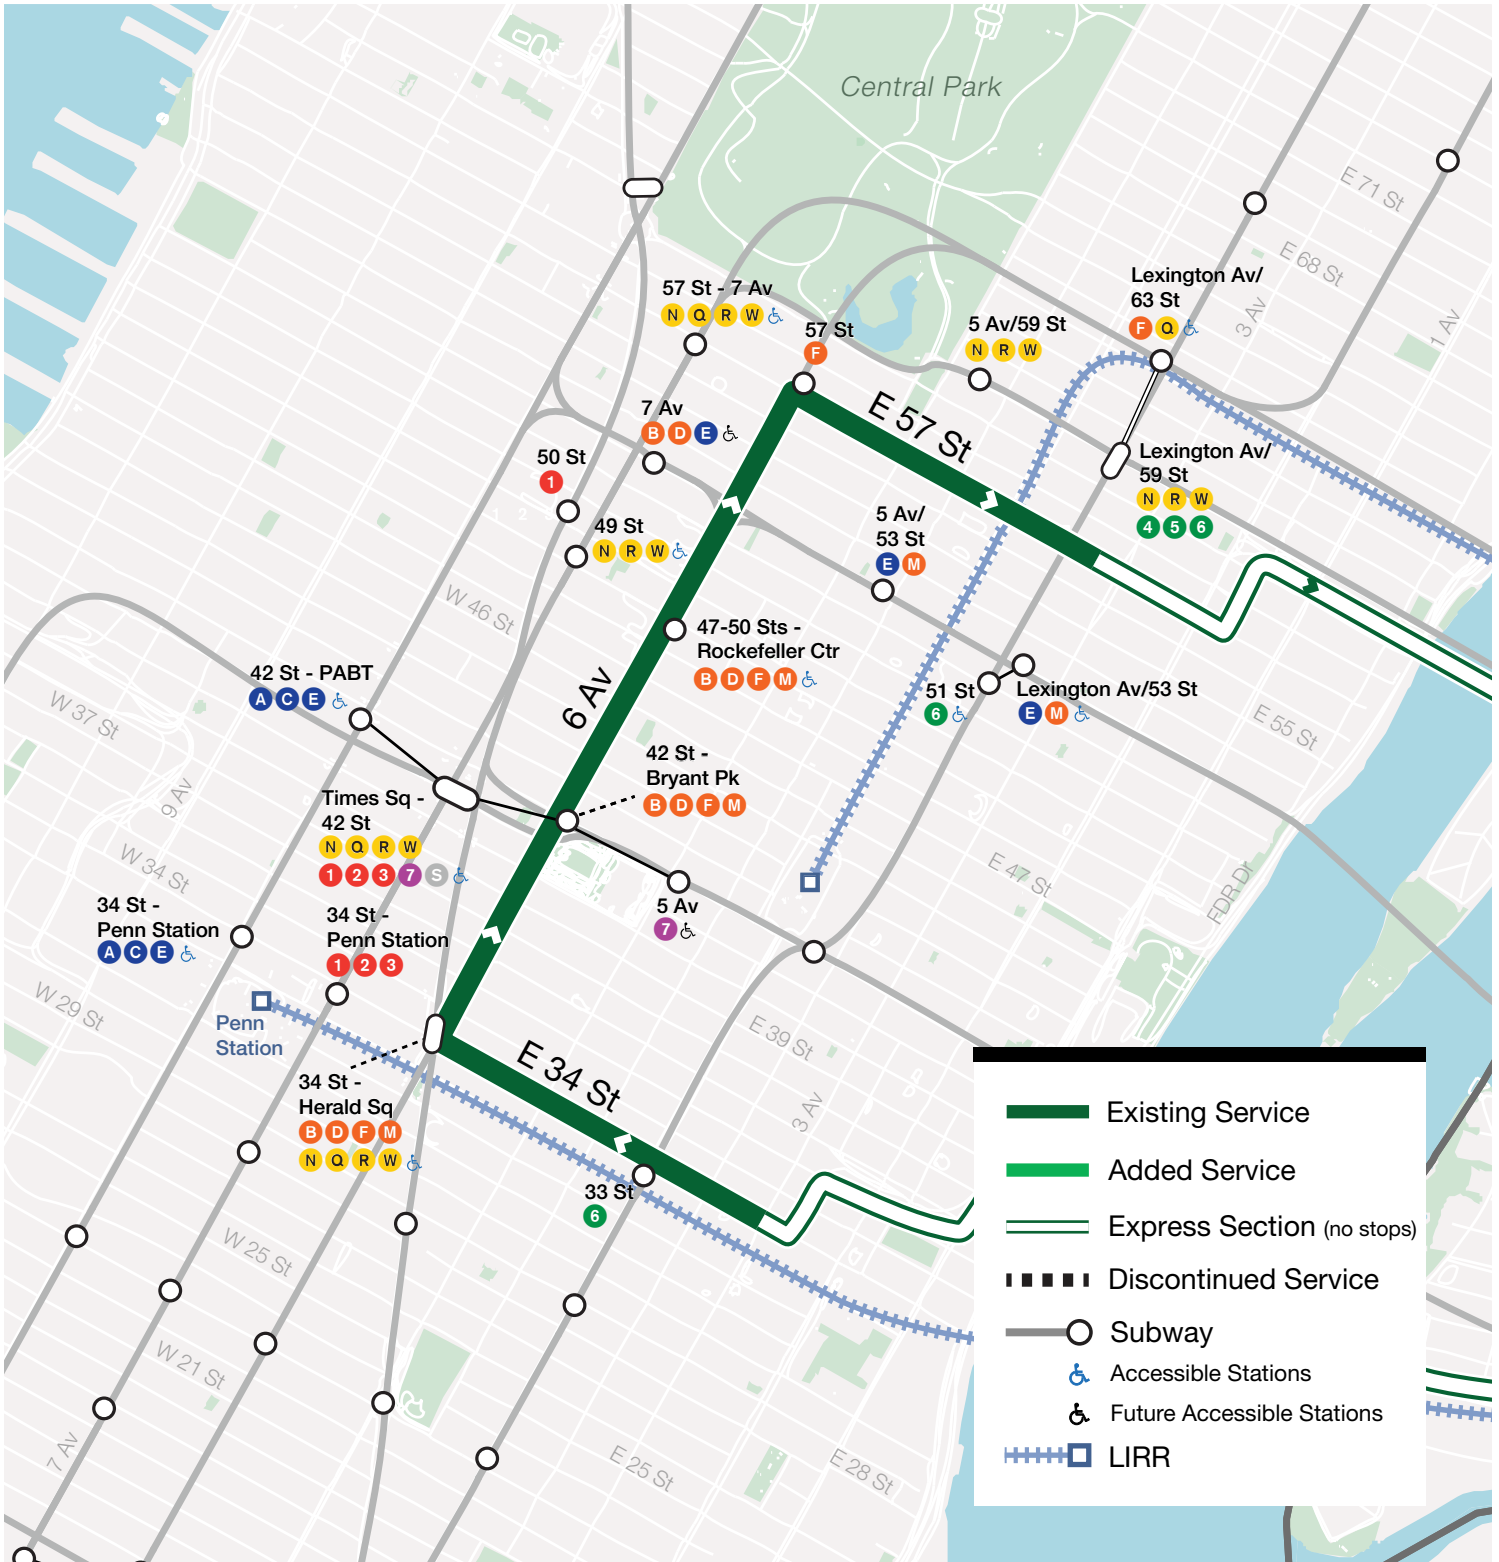 Central Park
E 71 St
E 68 St
3 Av
1 Av
Lexington Av/
63 St
F Q
57 St - 7 Av
N Q R W
57 St
F
5 Av/59 St
N R W
E 57 St
7 Av
B D E
50 St
1
49 St
N R W
Lexington Av/
59 St
N R W
4 5 6
5 Av/
53 St
E M
W 46 St
47-50 Sts -
Rockefeller Ctr
B D F M
6 Av
42 St - PABT
A C E
51 St
6
Lexington Av/53 St
E M
E 55 St
W 37 St
9 Av
42 St -
Bryant Pk
B D F M
Times Sq -
42 St
N Q R W
1 2 3 7 S
W 34 St
E 47 St
FDR Dr
34 St -
Penn Station
A C E
34 St -
Penn Station
1 2 3
5 Av
7
W 29 St
Penn
Station
E 39 St
E 34 St
3 Av
34 St -
Herald Sq
B D F M
N Q R W
33 St
6
W 25 St
W 21 St
7 Av
E 25 St
E 28 St
Existing Service
Added Service
Express Section (no stops)
Discontinued Service
Subway
Accessible Stations
Future Accessible Stations
LIRR